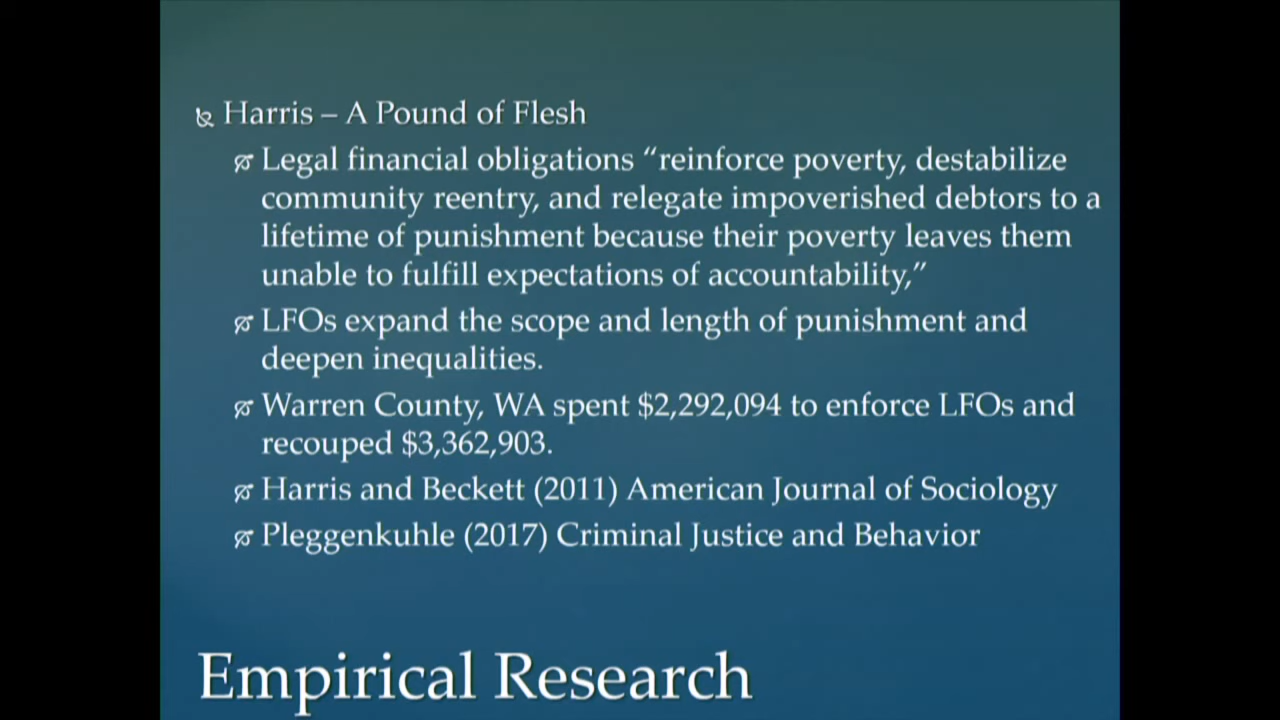 Harris – A Pound of Flesh
Legal financial obligations “reinforce poverty, destabilize
community reentry, and relegate impoverished debtors to a
lifetime of punishment because their poverty leaves them
unable to fulfill expectations of accountability,”
LFOs expand the scope and length of punishment and
deepen inequalities.
Warren County, WA spent $2,292,094 to enforce LFOs and
recouped $3,362,903.
Harris and Beckett (2011) American Journal of Sociology
Pleggenkuhle (2017) Criminal Justice and Behavior
Empirical Research